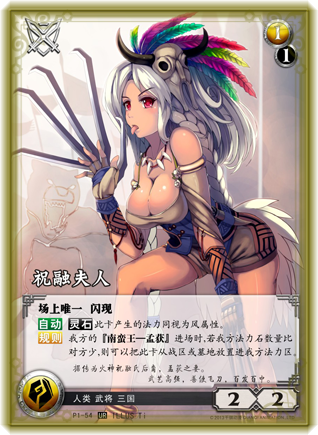 1
1
祝融夫人
场上唯一 闪现
自动 灵石 此卡产生的法力同视为风属性。
规则 我方的『南蛮王—孟获』进场时,若我方法力石数量比
对方少,则可以把此卡从战区或墓地放置进我方法力区
据传为火神祝融氏后身,孟获之妻。
武艺高强,善使飞刀,百发百中。
人类 武将 三国
2 X 2
P1-54 UR ILLUS Ti